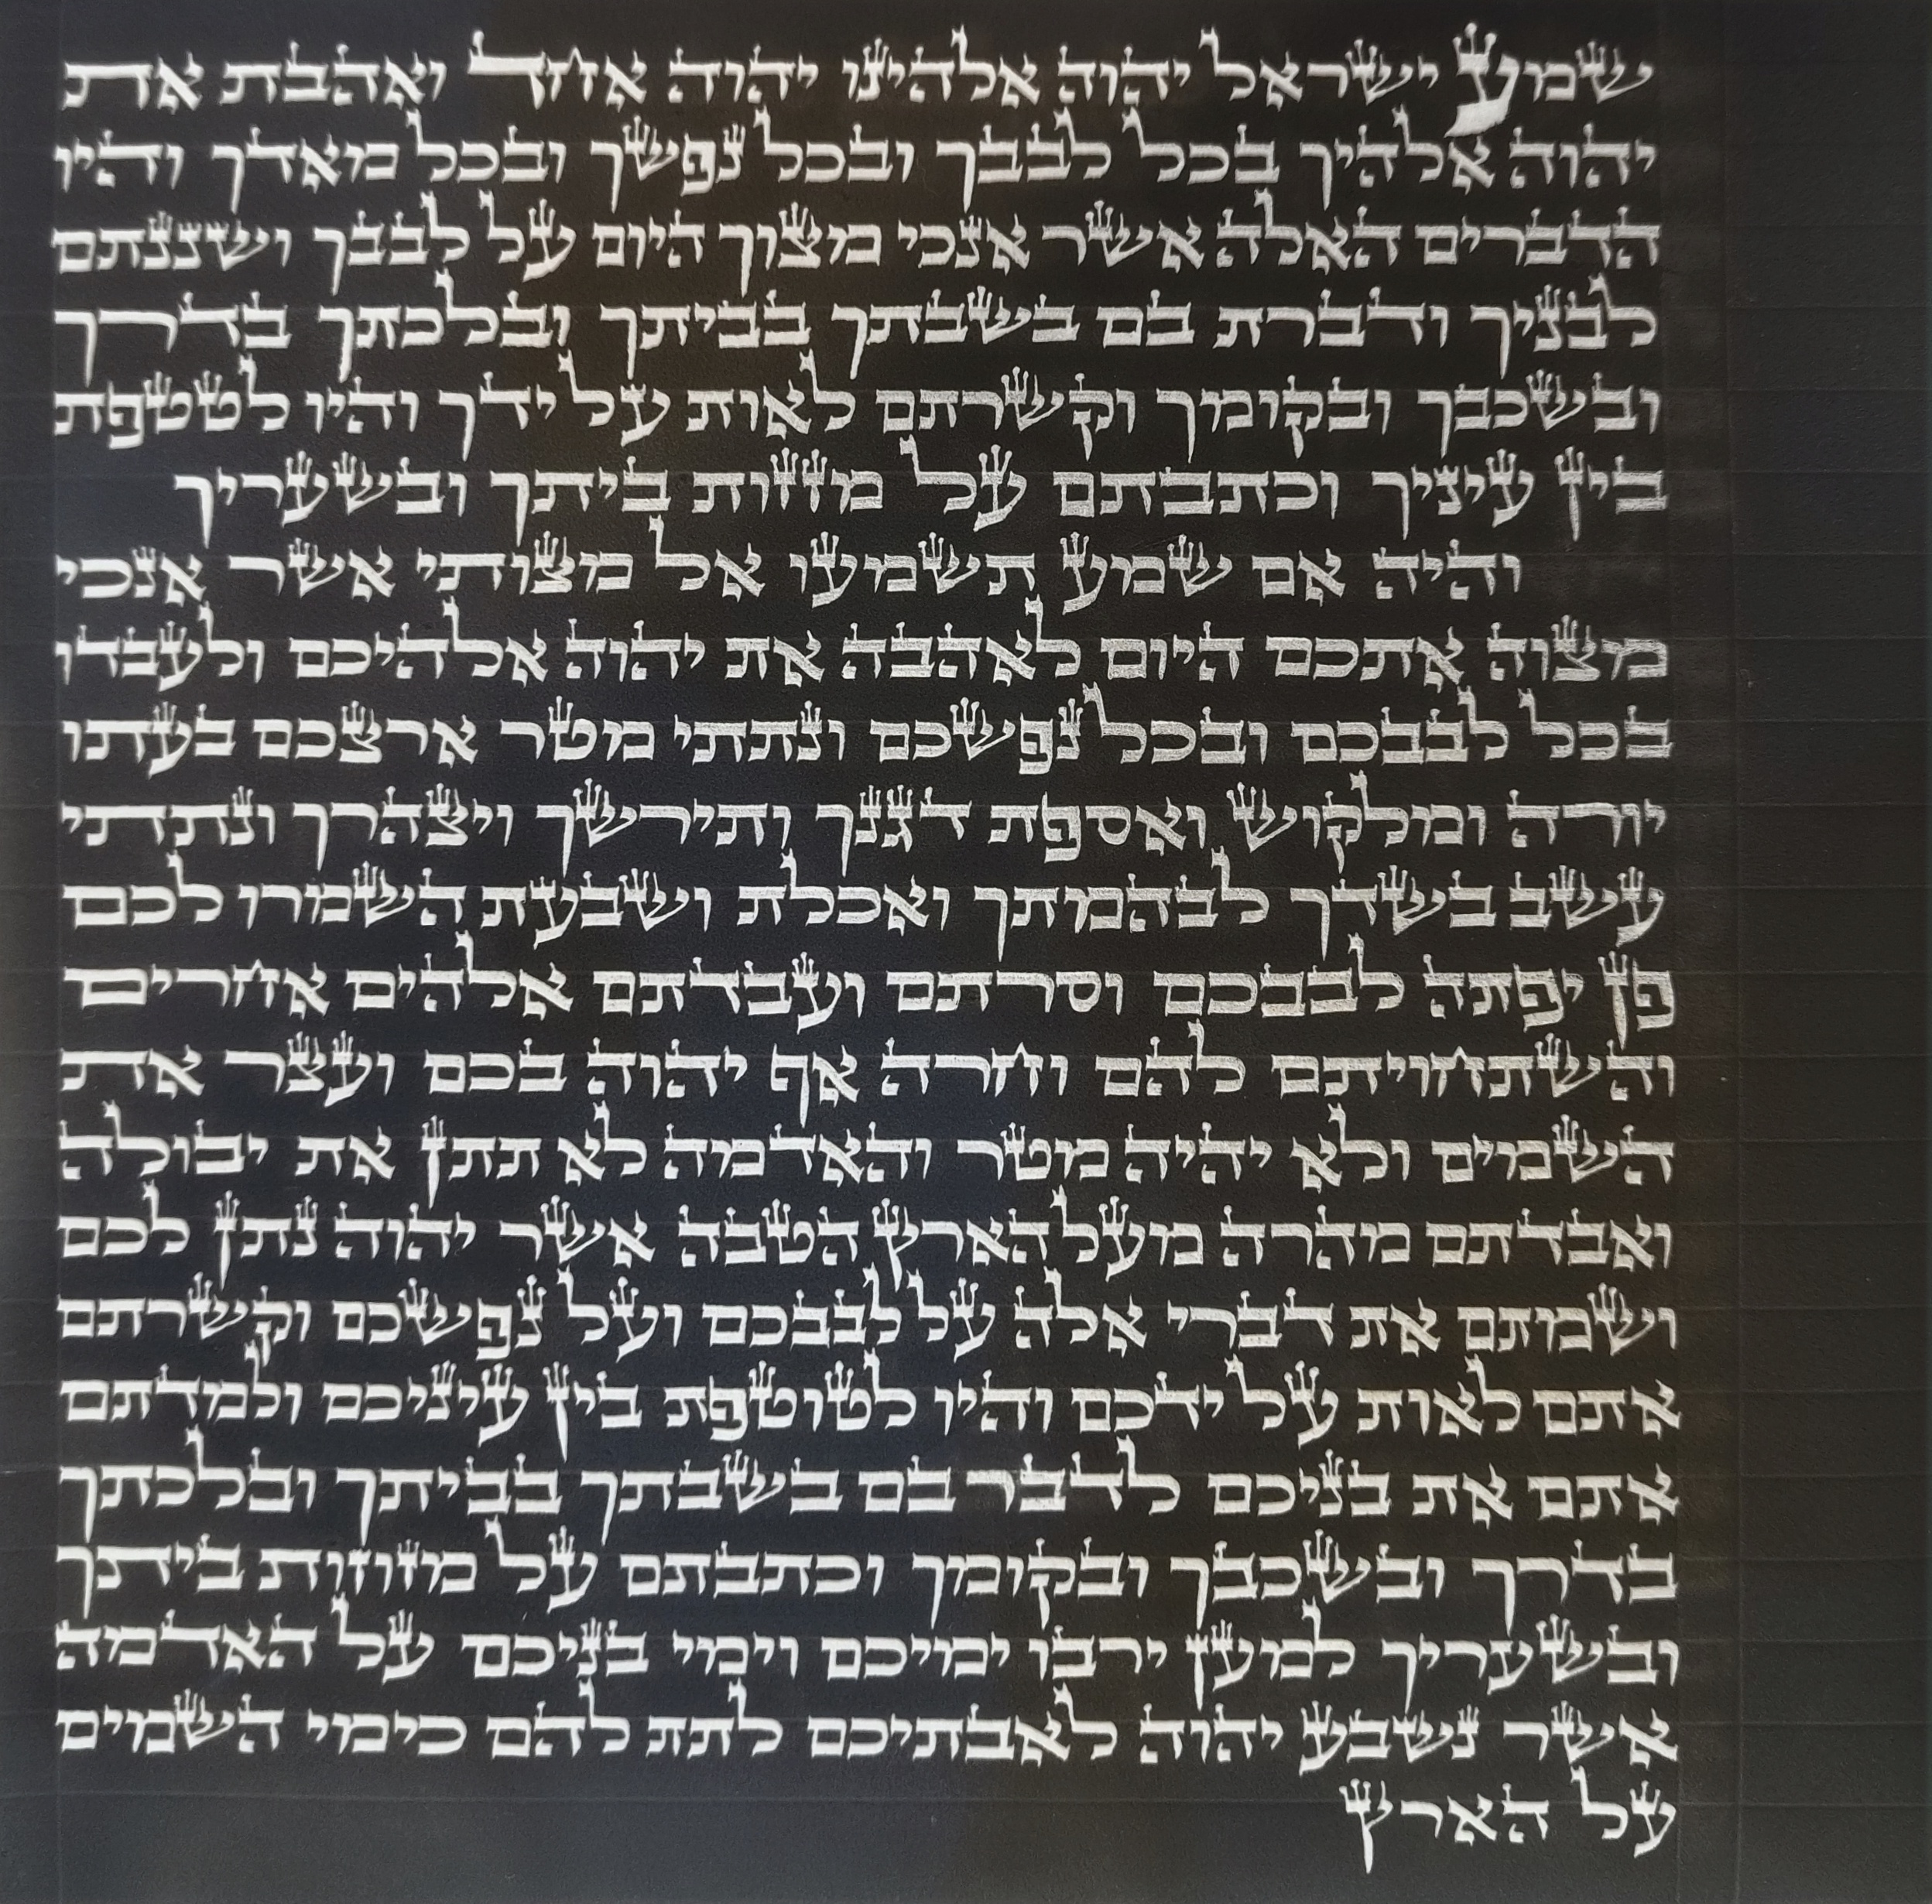 שמע ישראל יהוה אלהינו יהוה אחד ואהבת את
יהוה אלהיך בכל לבבך ובכל נפשך ובכל מאדך והיו
הדברים האלה אשר אנכי מצוך היום על לבבך ושננתם
לבניך ודברת בם בשבתך בביתך ובלכתך בדרך
ובשכבך ובקומך וקשרתם לאות על ידך והיו לטטפת
בין עיניך וכתבתם על מזזות ביתך ובשעריך
והיה אם שמע תשמעו אל מצותי אשר אנכי
מצוה אתכם היום לאהבה את יהוה אלהיכם ולעבדו
בכל לבבכם ובכל נפשכם ונתתי מטר ארצכם בעתו
יורה ומלקוש ואספת דגנך ותירשך ויצהרך ונתתי
עשב בשדך לבהמתך ואכלת ושבעת השמרו לכם
פן יפתה לבבכם וסרתם ועבדתם אלהים אחרים
והשתחויתם להם וחרה אף יהוה בכם ועצר את
השמים ולא יהיה מטר והאדמה לא תתן את יבולה
ואבדתם מהרה מעל הארץ הטבה אשר יהוה נתן לכם
ושמתם את דברי אלה על לבבכם ועל נפשכם וקשרתם
אתם לאות על ידכם והיו לטוטפת בין עיניכם ולמדתם
אתם את בניכם לדבר בם בשבתך בביתך ובלכתך
בדרך ובשכבך ובקומך וכתבתם על מזוזות ביתך
ובשעריך למען ירבו ימיכם וימי בניכם על האדמה
אשר נשבע יהוה לאבתיכם לתת להם כימי השמים
על הארץ